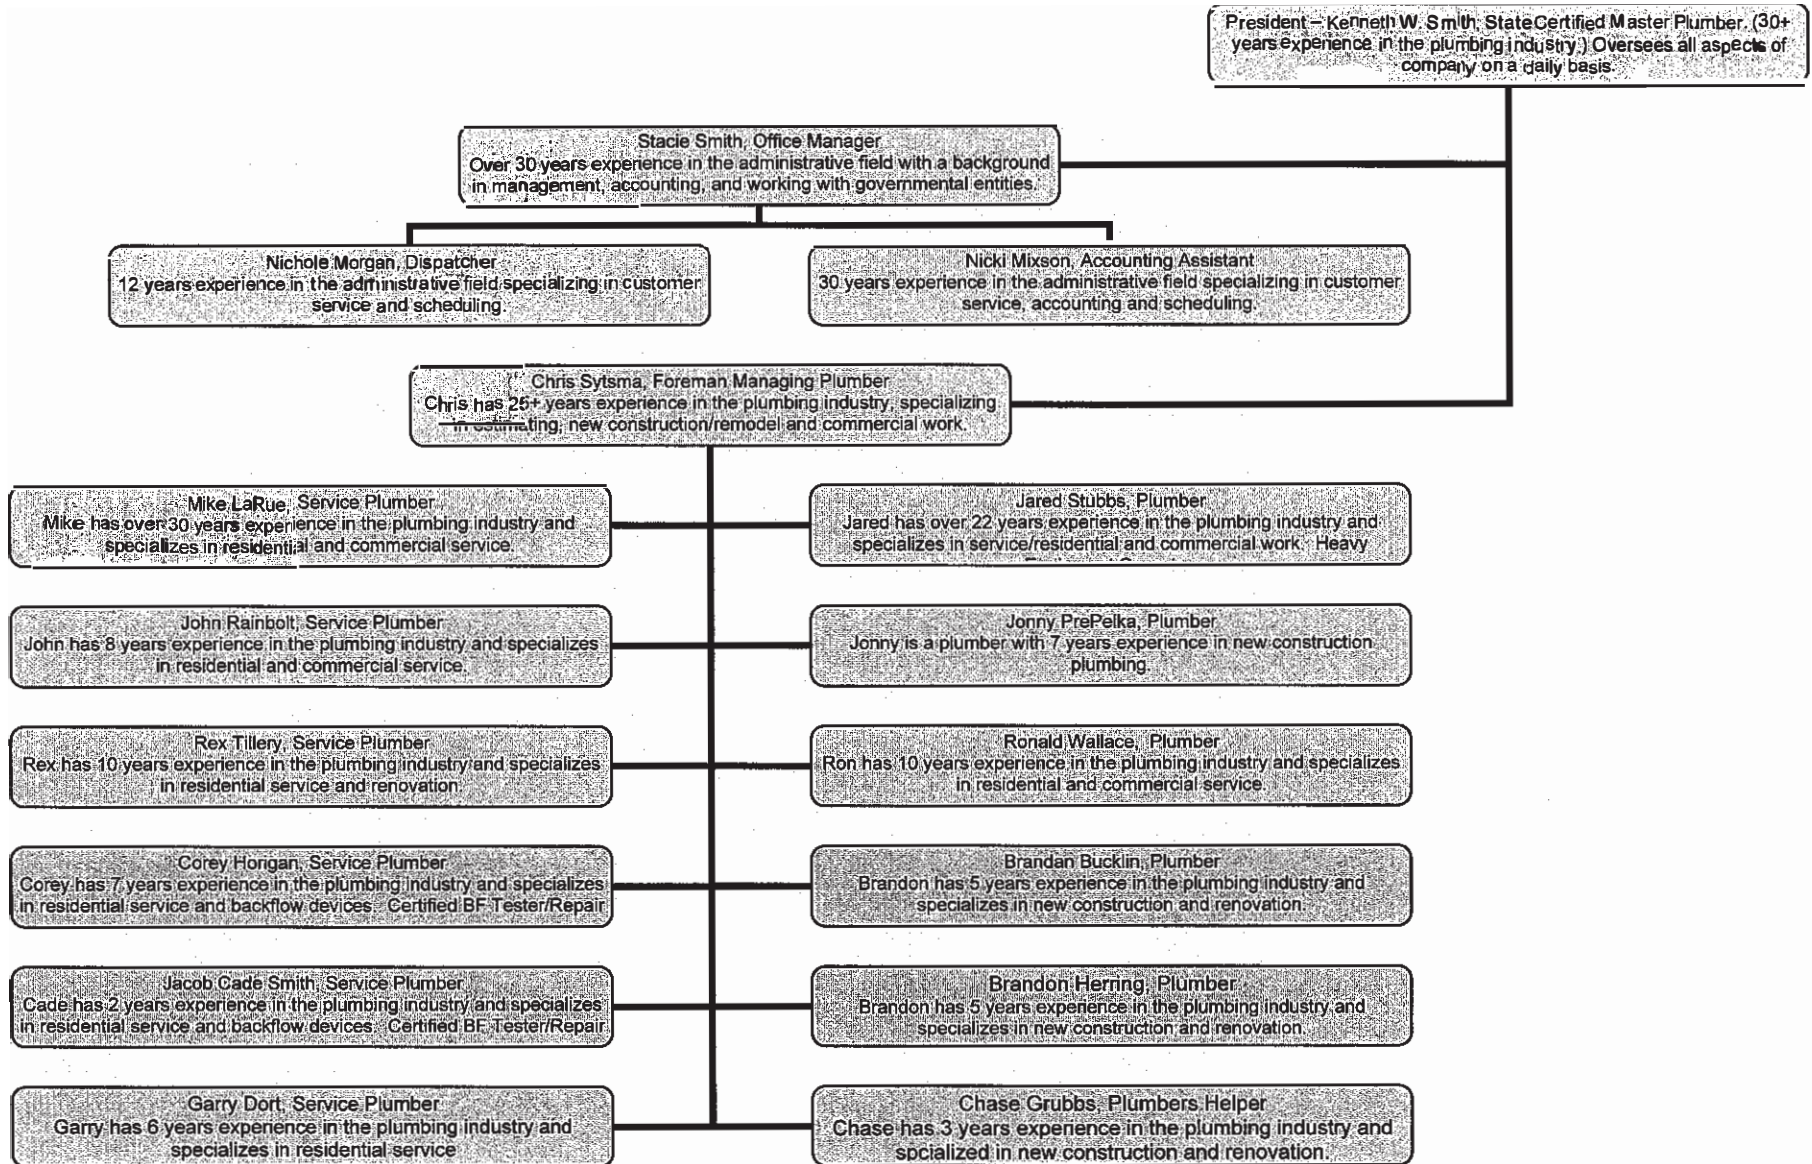 President – Kenneth W. Smith, State Certified Master Plumber. (30+
years experience in the plumbing industry.) Oversees all aspects of
company on a daily basis.
Stacie Smith, Office Manager
Over 30 years experience in the administrative field with a background
in management, accounting, and working with governmental entities.
Nichole Morgan, Dispatcher
12 years experience in the administrative field specializing in customer
service and scheduling.
Nicki Mixson, Accounting Assistant
30 years experience in the administrative field specializing in customer
service, accounting and scheduling.
Chris Sytsma, Foreman Managing Plumber
Chris has 25+ years experience in the plumbing industry, specializing
in estimating, new construction/remodel and commercial work.
Mike LaRue, Service Plumber
Mike has over 30 years experience in the plumbing industry and
specializes in residential and commercial service.
Jared Stubbs, Plumber
Jared has over 22 years experience in the plumbing industry and
specializes in service/residential and commercial work. Heavy
John Rainbolt, Service Plumber
John has 8 years experience in the plumbing industry and specializes
in residential and commercial service.
Jonny PrePelka, Plumber
Jonny is a plumber with 7 years experience in new construction
plumbing
Rex Tillery, Service Plumber
Rex has 10 years experience in the plumbing industry and specializes
in residential service and renovation
Ronald Wallace, Plumber
Ron has 10 years experience in the plumbing industry and specializes
in residential and commercial service.
Corey Horigan, Service Plumber
Corey has 7 years experience in the plumbing industry and specializes
in residential service and backflow devices. Certified BF Tester/Repair
Brandan Bucklin, Plumber
Brandon has 5 years experience in the plumbing industry and
specializes in new construction and renovation.
Jacob Cade Smith, Service Plumber
Cade has 2 years experience in the plumbing industry and specializes
in residential service and backflow devices. Certified BF Tester/Repair
Brandon Herring, Plumber
Brandon has 5 years experience in the plumbing industry and
specializes in new construction and renovation
Garry Dort, Service Plumber
Garry has 6 years experience in the plumbing industry and
specializes in residential service
Chase Grubbs, Plumbers Helper
Chase has 3 years experience in the plumbing industry and
spcialized in new construction and renovation.